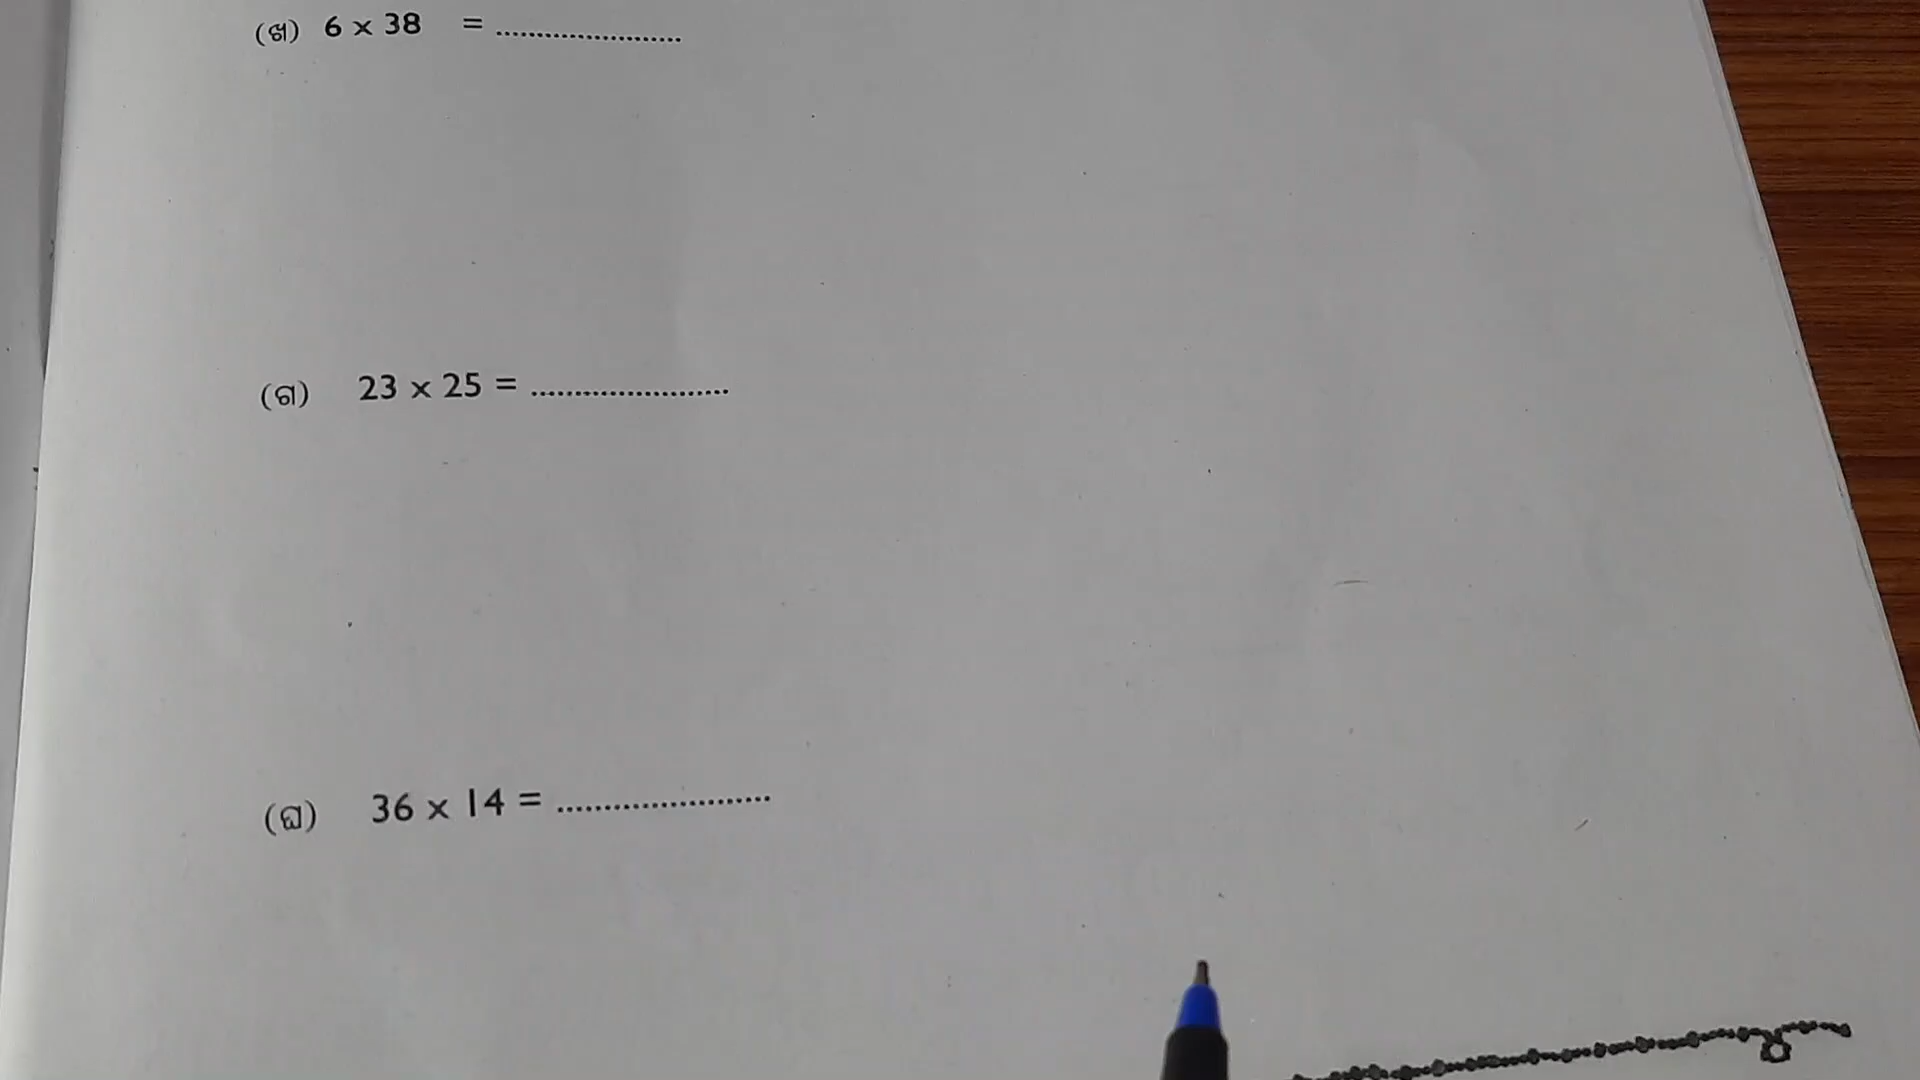 (ଖ) 6 x 38 = .......................
(ଗ) 23 x 25 = .......................
(ଘ) 36 x 14 = .......................